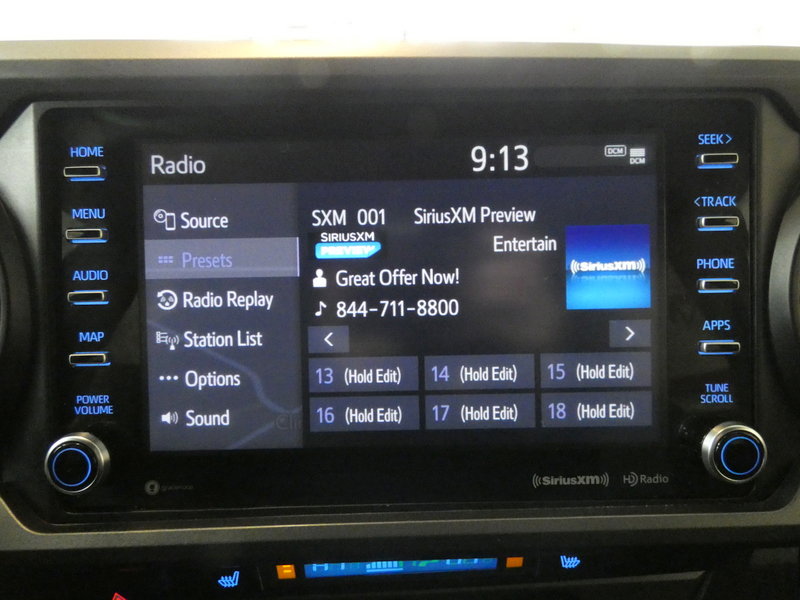 HOME
MENU
AUDIO
MAP
POWER
VOLUME
Radio
9:13
DCM
DCM
Source
Presets
Radio Replay
Station List
Options
Sound
SXM 001 SiriusXM Preview
SIRIUSXM
PREVIEW
Entertain
((SiriusXM))
Great Offer Now!
844-711-8800
<
>
13 (Hold Edit)
14 (Hold Edit)
15 (Hold Edit)
16 (Hold Edit)
17 (Hold Edit)
18 (Hold Edit)
SEEK>
<TRACK
PHONE
APPS
TUNE
SCROLL
gracenote
((SiriusXM))
HD Radio